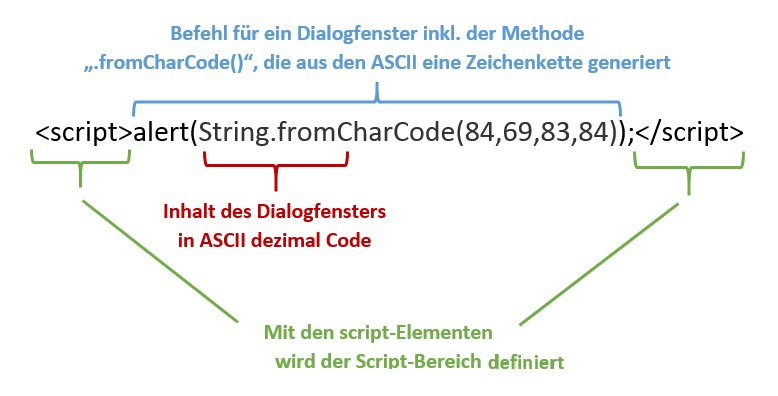 Befehl für ein Dialogfenster inkl. der Methode
„.fromCharCode()“, die aus den ASCII eine Zeichenkette generiert
<script>alert(String.fromCharCode(84,69,83,84));</script>
Inhalt des Dialogfensters
in ASCII dezimal Code
Mit den script-Elementen
wird der Script-Bereich definiert